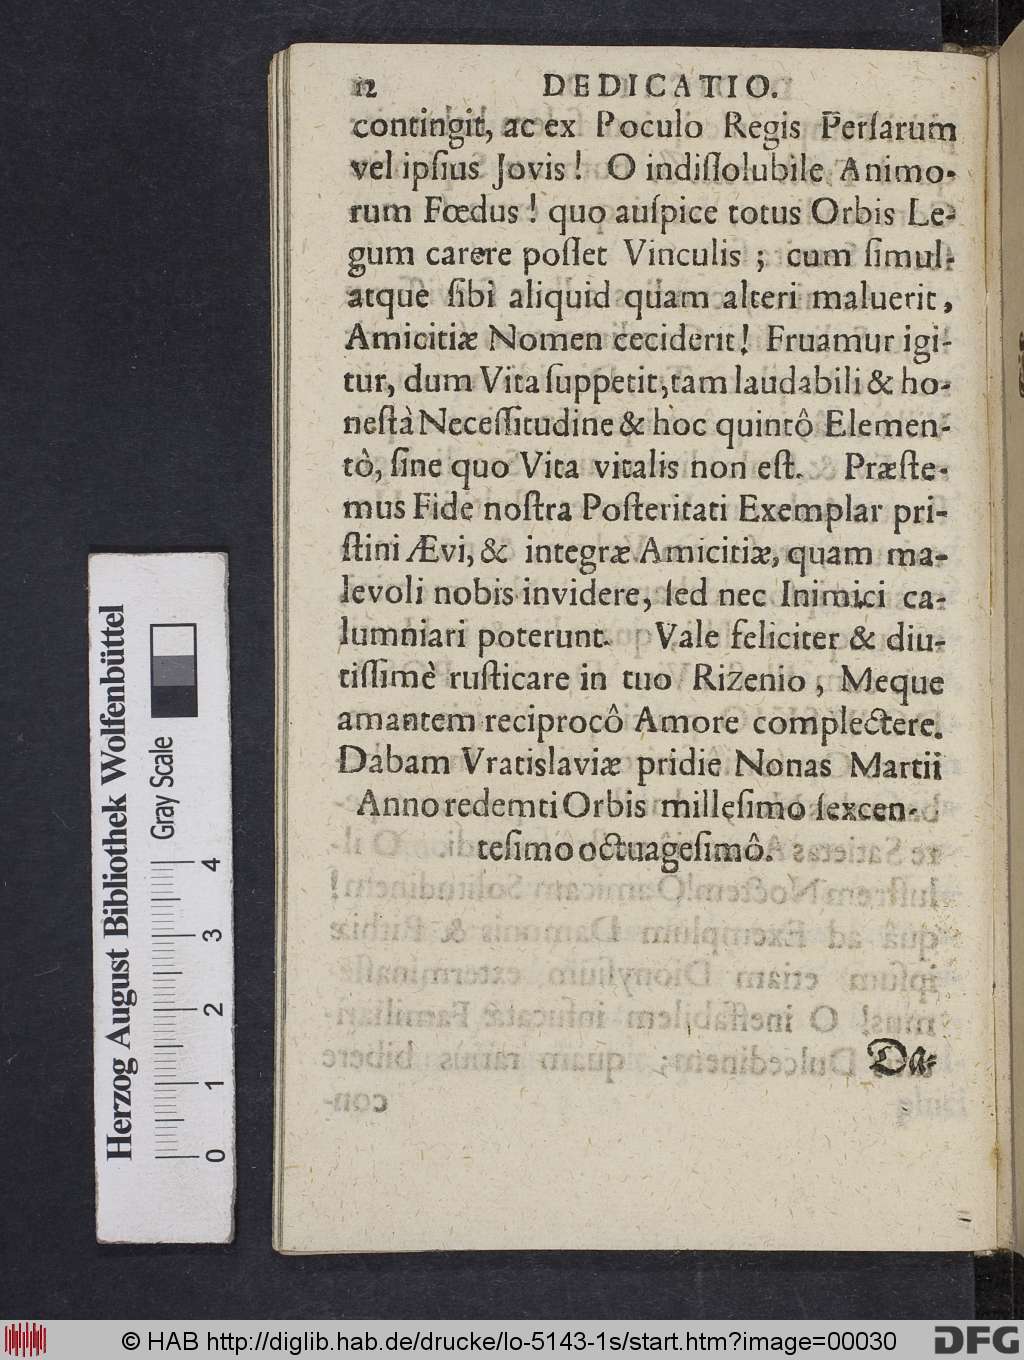 12 DEDICATIO.
contingit, ac ex Poculo Regis Perſarum
vel ipſius Jovis! O indiſſolubile Animo-
rum Fœdus! quo auſpice totus Orbis Le-
gum carere poſſet Vinculis; cum ſimul-
atque ſibi aliquid quam alteri maluerit,
Amicitiæ Nomen ceciderit! Fruamur igi-
tur, dum Vita ſuppetit, tam laudabili & ho-
neſtà Neceſſitudine & hoc quintô Elemen-
tò, ſine quo Vita vitalis non eſt. Præſte-
mus Fide noſtra Poſteritati Exemplar pri-
ſtini Ævi, & integræ Amicitiæ, quam ma-
levoli nobis invidere, ſed nec Inimici ca-
lumniari poterunt. Vale feliciter & diu-
tiſſimè ruſticare in tuo Rizenio, Meque
amantem reciprocô Amore complectere.
Dabam Vratislaviæ pridie Nonas Martii
Anno redemti Orbis milleſimo ſexcen-
teſimo octuageſimô.
Da-
Herzog August Bibliothek Wolfenbüttel
Gray Scale
0 1 2 3 4
© HAB http://diglib.hab.de/drucke/lo-5143-1s/start.htm?image=00030
DFG